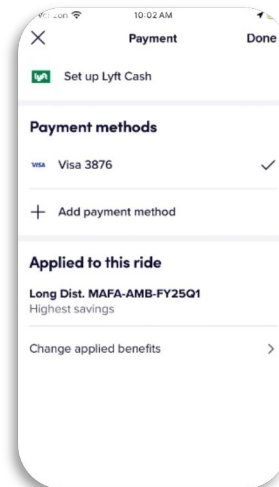 10:02 AM
Payment
Done
lyft
Set up Lyft Cash
Payment methods
VISA
Visa 3876
Add payment method
Applied to this ride
Long Dist. MAFA-AMB-FY25Q1
Highest savings
Change applied benefits